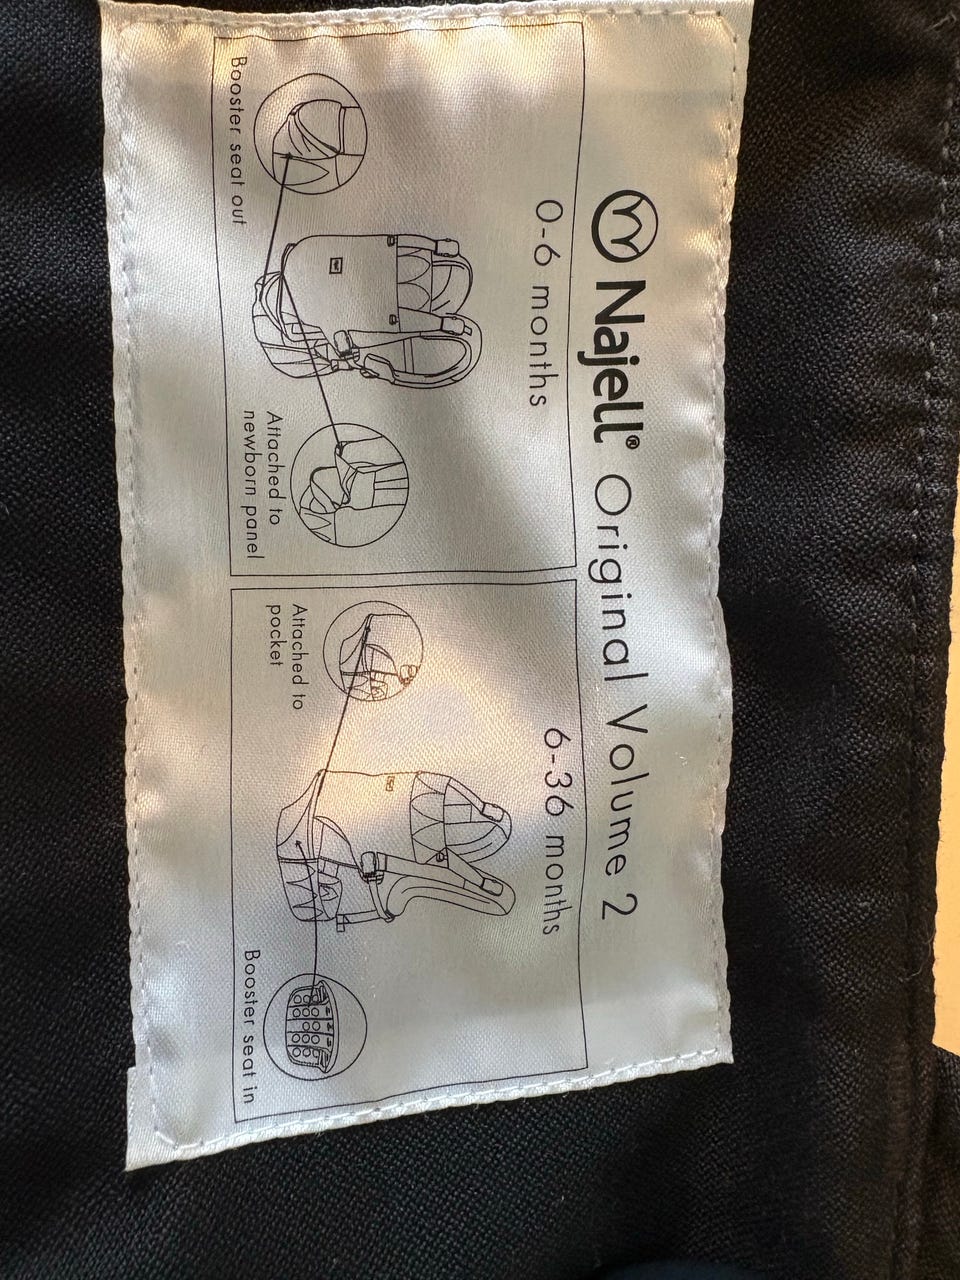 Najell® Original Volume 2
0-6 months
Booster seat out
Attached to
newborn panel
6-36 months
Attached to
pocket
Booster seat in